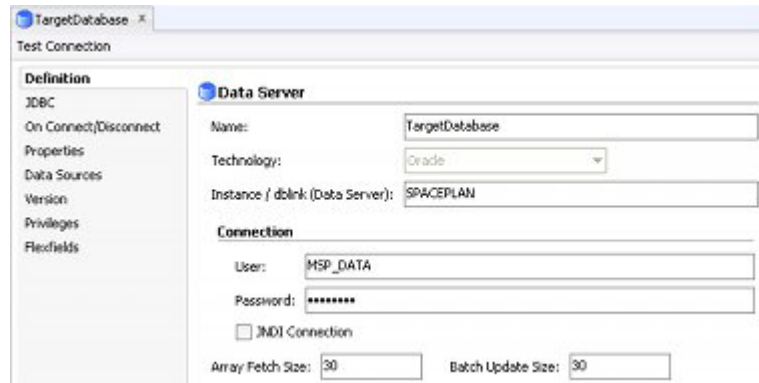 TargetDatabase
Test Connection
Definition
JDBC
On Connect/Disconnect
Properties
Data Sources
Version
Privileges
Flexfields
Data Server
Name: TargetDatabase
Technology: Oracle
Instance / dblink (Data Server): SPACEPLAN
Connection
User: MSP_DATA
Password: ••••••••
JNDI Connection
Array Fetch Size: 30 Batch Update Size: 30